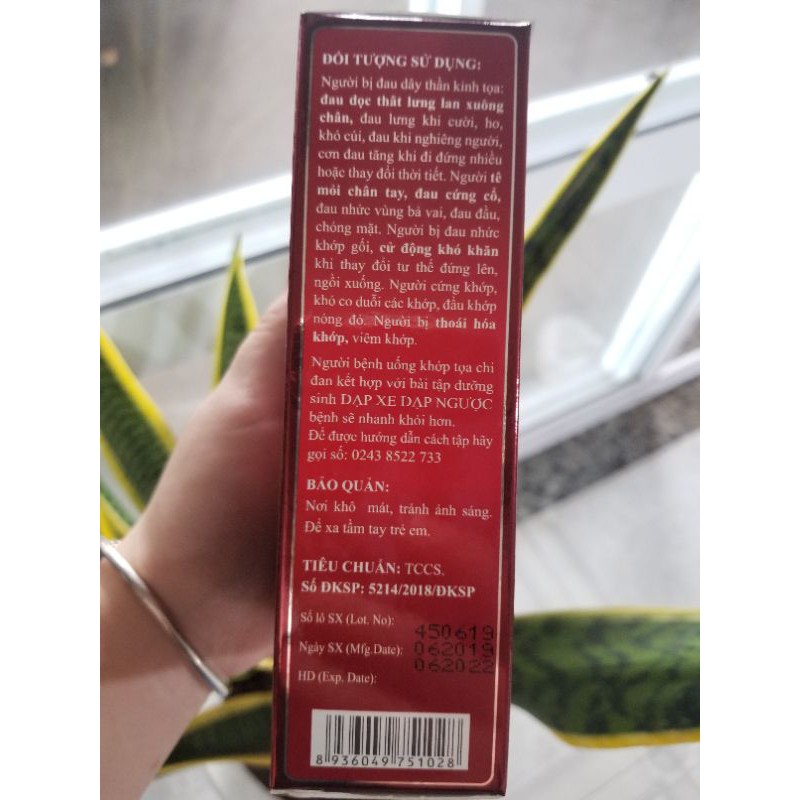 ĐỐI TƯỢNG SỬ DỤNG:
Người bị đau dây thần kinh tọa:
đau dọc thắt lưng lan xuống
chân, đau lưng khi cười, ho,
khó cúi, đau khi nghiêng người,
cơn đau tăng khi đi đứng nhiều
hoặc thay đổi thời tiết. Người tê
mỏi chân tay, đau cứng cổ,
đau nhức vùng bả vai, đau đầu,
chóng mặt. Người bị đau nhức
khớp gối, cử động khó khăn
khi thay đổi tư thế đứng lên,
ngồi xuống. Người cứng khớp,
khó co duỗi các khớp, đầu khớp
nóng đỏ. Người bị thoái hóa
khớp, viêm khớp.
Người bệnh uống khớp tọa chi
đan kết hợp với bài tập dưỡng
sinh ĐẠP XE ĐẠP NGƯỢC
bệnh sẽ nhanh khỏi hơn.
Để được hướng dẫn cách tập hãy
gọi số: 0243 8522 733
BẢO QUẢN:
Nơi khô mát, tránh ánh sáng.
Để xa tầm tay trẻ em.
TIÊU CHUẨN: TCCS.
Số ĐKSP: 5214/2018/ĐKSP
Số lô SX (Lot. No): 450619
Ngày SX (Mfg.Date): 062019
HD (Exp. Date): 062022
8 936049 751028